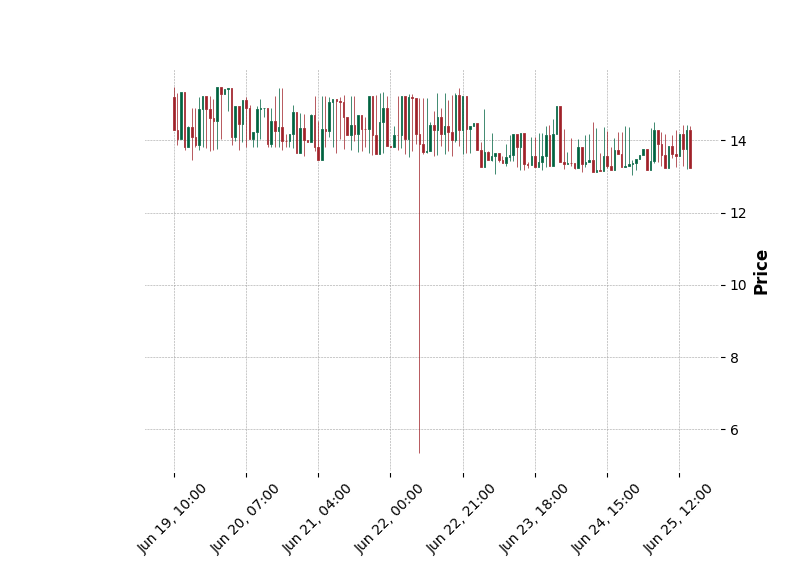 14
12
10
8
6
Price
Jun 19, 10:00
Jun 20, 07:00
Jun 21, 04:00
Jun 22, 00:00
Jun 22, 21:00
Jun 23, 18:00
Jun 24, 15:00
Jun 25, 12:00